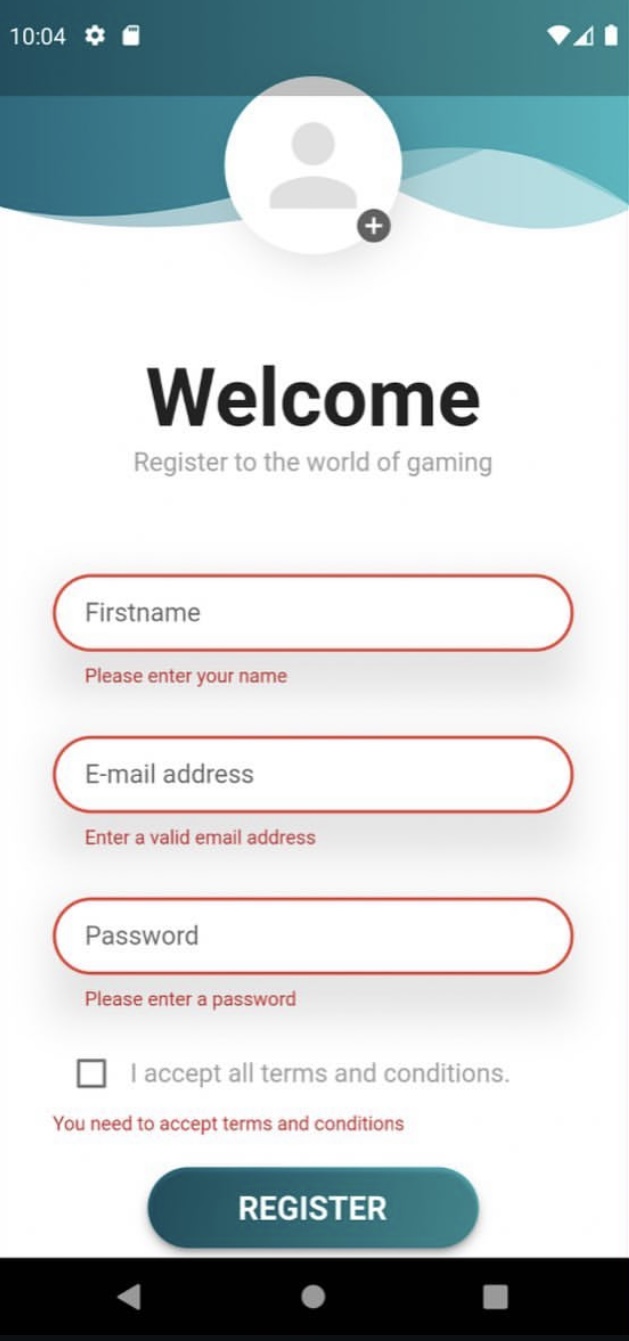 10:04
Welcome
Register to the world of gaming
Firstname
Please enter your name
E-mail address
Enter a valid email address
Password
Please enter a password
I accept all terms and conditions.
You need to accept terms and conditions
REGISTER